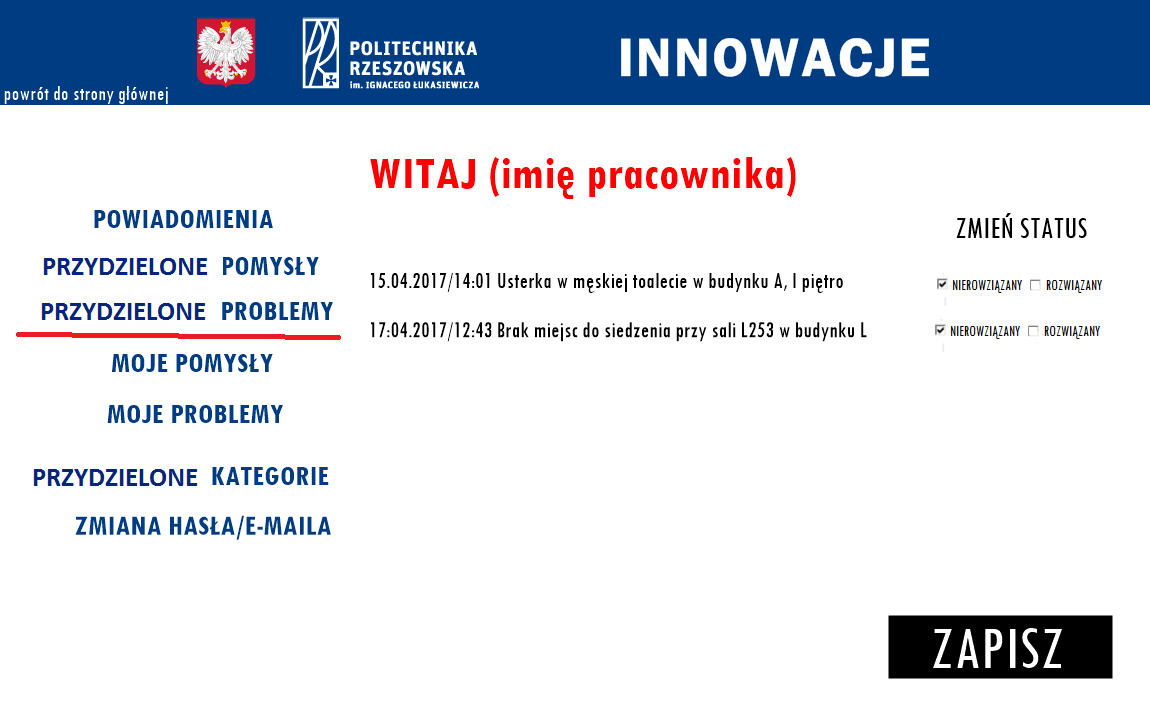 POLITECHNIKA
RZESZOWSKA
im. IGNACEGO ŁUKASIEWICZA
INNOWACJE
powrót do strony głównej
WITAJ (imię pracownika)
POWIADOMIENIA
PRZYDZIELONE POMYSŁY
PRZYDZIELONE PROBLEMY
MOJE POMYSŁY
MOJE PROBLEMY
PRZYDZIELONE KATEGORIE
ZMIANA HASŁA/E-MAILA
ZMIEŃ STATUS
15.04.2017/14:01 Usterka w męskiej toalecie w budynku A, I piętro
NIEROWZIĄZANY ROZWIĄZANY
17.04.2017/12:43 Brak miejsc do siedzenia przy sali L253 w budynku L
NIEROWZIĄZANY ROZWIĄZANY
ZAPISZ